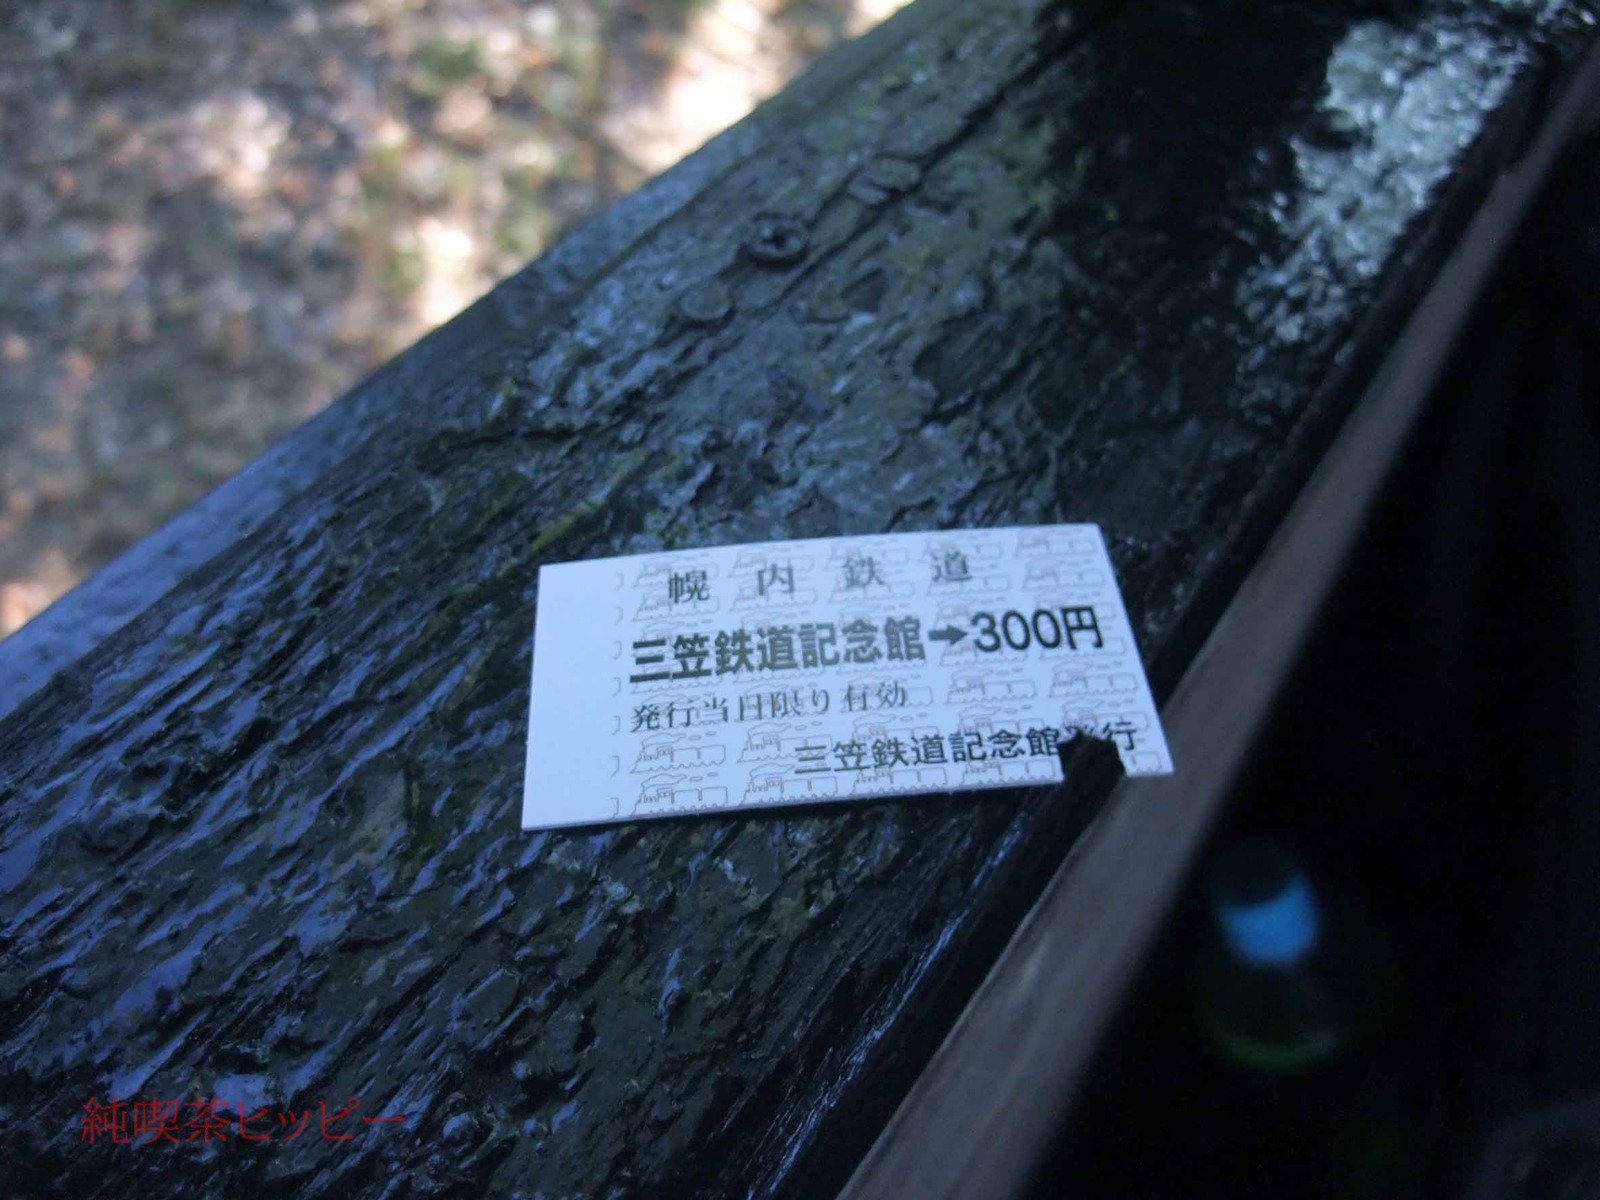 幌内鉄道
三笠鉄道記念館➡300円
発行当日限り有効
三笠鉄道記念館発行
純喫茶ヒッピー